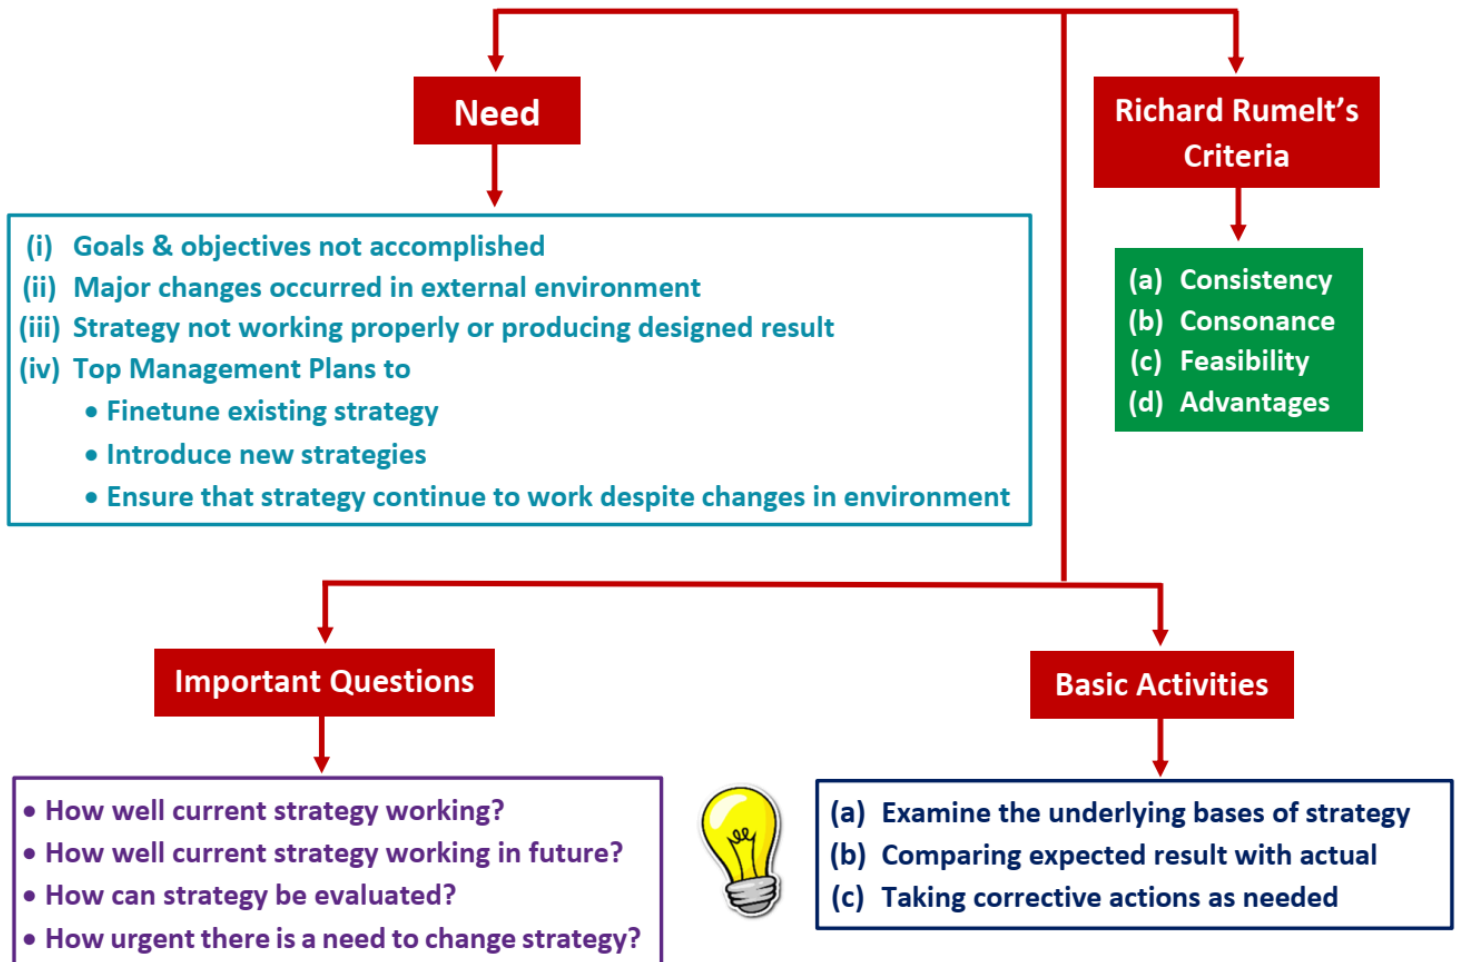 Need
Richard Rumelt’s
Criteria
(i) Goals & objectives not accomplished
(ii) Major changes occurred in external environment
(iii) Strategy not working properly or producing designed result
(iv) Top Management Plans to
• Finetune existing strategy
• Introduce new strategies
• Ensure that strategy continue to work despite changes in environment
(a) Consistency
(b) Consonance
(c) Feasibility
(d) Advantages
Important Questions
• How well current strategy working?
• How well current strategy working in future?
• How can strategy be evaluated?
• How urgent there is a need to change strategy?
Basic Activities
(a) Examine the underlying bases of strategy
(b) Comparing expected result with actual
(c) Taking corrective actions as needed